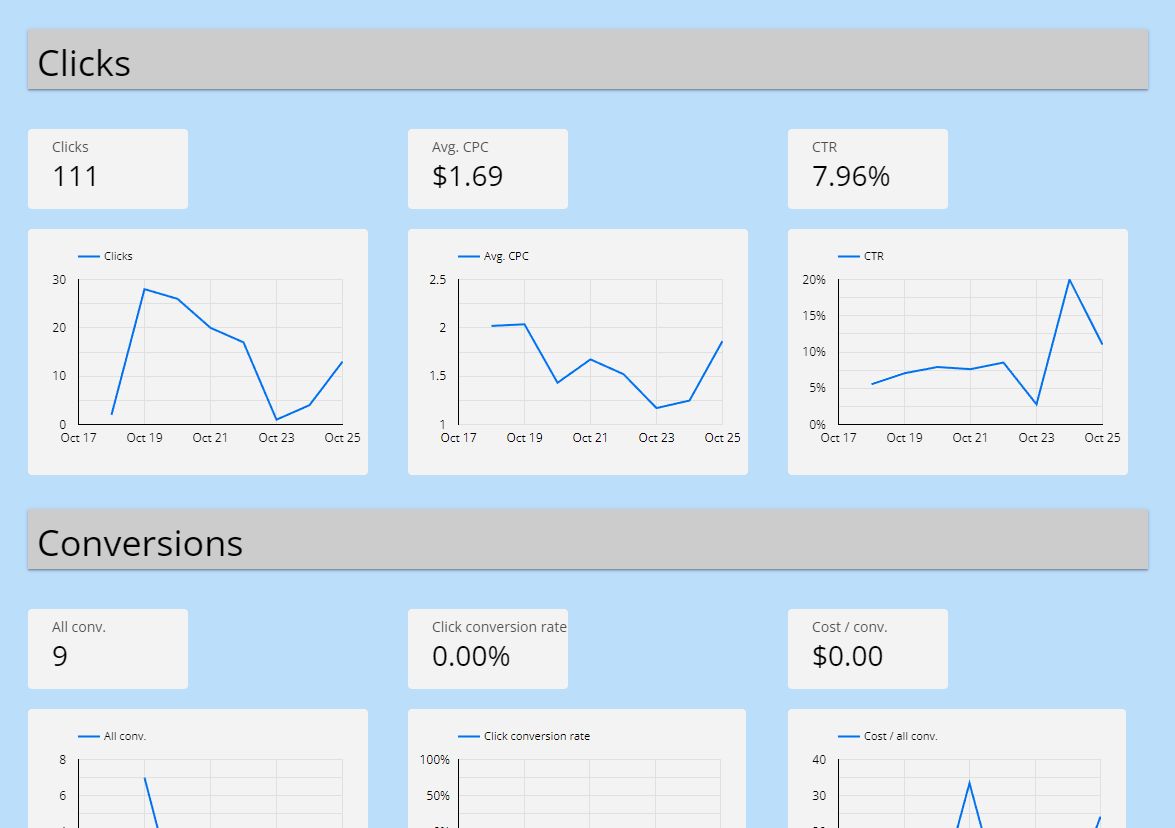 Clicks
Clicks
111
Avg. CPC
$1.69
CTR
7.96%
Clicks
30
20
10
0
Oct 17 Oct 19 Oct 21 Oct 23 Oct 25
Avg. CPC
2.5
2
1.5
1
Oct 17 Oct 19 Oct 21 Oct 23 Oct 25
CTR
20%
15%
10%
5%
0%
Oct 17 Oct 19 Oct 21 Oct 23 Oct 25
Conversions
All conv.
9
Click conversion rate
0.00%
Cost / conv.
$0.00
All conv.
8
6
Click conversion rate
100%
50%
Cost / all conv.
40
30